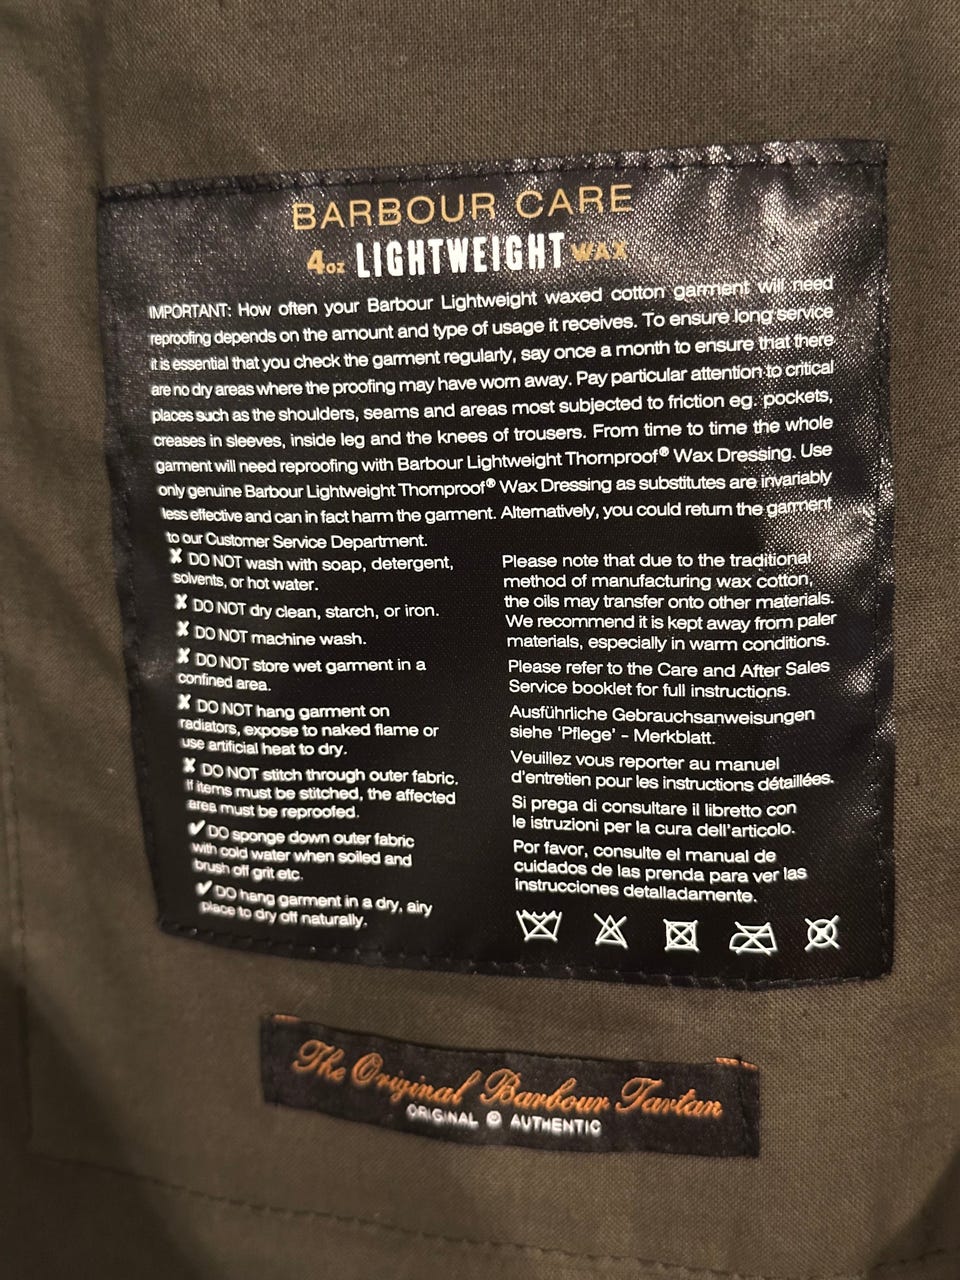 BARBOUR CARE
4oz LIGHTWEIGHT WAX
IMPORTANT: How often your Barbour Lightweight waxed cotton garment will need
reproofing depends on the amount and type of usage it receives. To ensure long service
it is essential that you check the garment regularly, say once a month to ensure that there
are no dry areas where the proofing may have worn away. Pay particular attention to critical
places such as the shoulders, seams and areas most subjected to friction eg. pockets,
creases in sleeves, inside leg and the knees of trousers. From time to time the whole
garment will need reproofing with Barbour Lightweight Thornproof® Wax Dressing. Use
only genuine Barbour Lightweight Thornproof® Wax Dressing as substitutes are invariably
less effective and can in fact harm the garment. Alternatively, you could return the garment
to our Customer Service Department.
✘ DO NOT wash with soap, detergent,
solvents, or hot water.
✘ DO NOT dry clean, starch, or iron.
✘ DO NOT machine wash.
✘ DO NOT store wet garment in a
confined area.
✘ DO NOT hang garment on
radiators, expose to naked flame or
use artificial heat to dry.
✘ DO NOT stitch through outer fabric.
If items must be stitched, the affected
area must be reproofed.
✔ DO sponge down outer fabric
with cold water when soiled and
brush off grit etc.
✔ DO hang garment in a dry, airy
place to dry off naturally.
Please note that due to the traditional
method of manufacturing wax cotton,
the oils may transfer onto other materials.
We recommend it is kept away from paler
materials, especially in warm conditions.
Please refer to the Care and After Sales
Service booklet for full instructions.
Ausführliche Gebrauchsanweisungen
siehe 'Pflege' - Merkblatt.
Veuillez vous reporter au manuel
d'entretien pour les instructions détaillées.
Si prega di consultare il libretto con
le istruzioni per la cura dell'articolo.
Por favor, consulte el manual de
cuidados de las prenda para ver las
instrucciones detalladamente.
The Original Barbour Tartan
ORIGINAL & AUTHENTIC